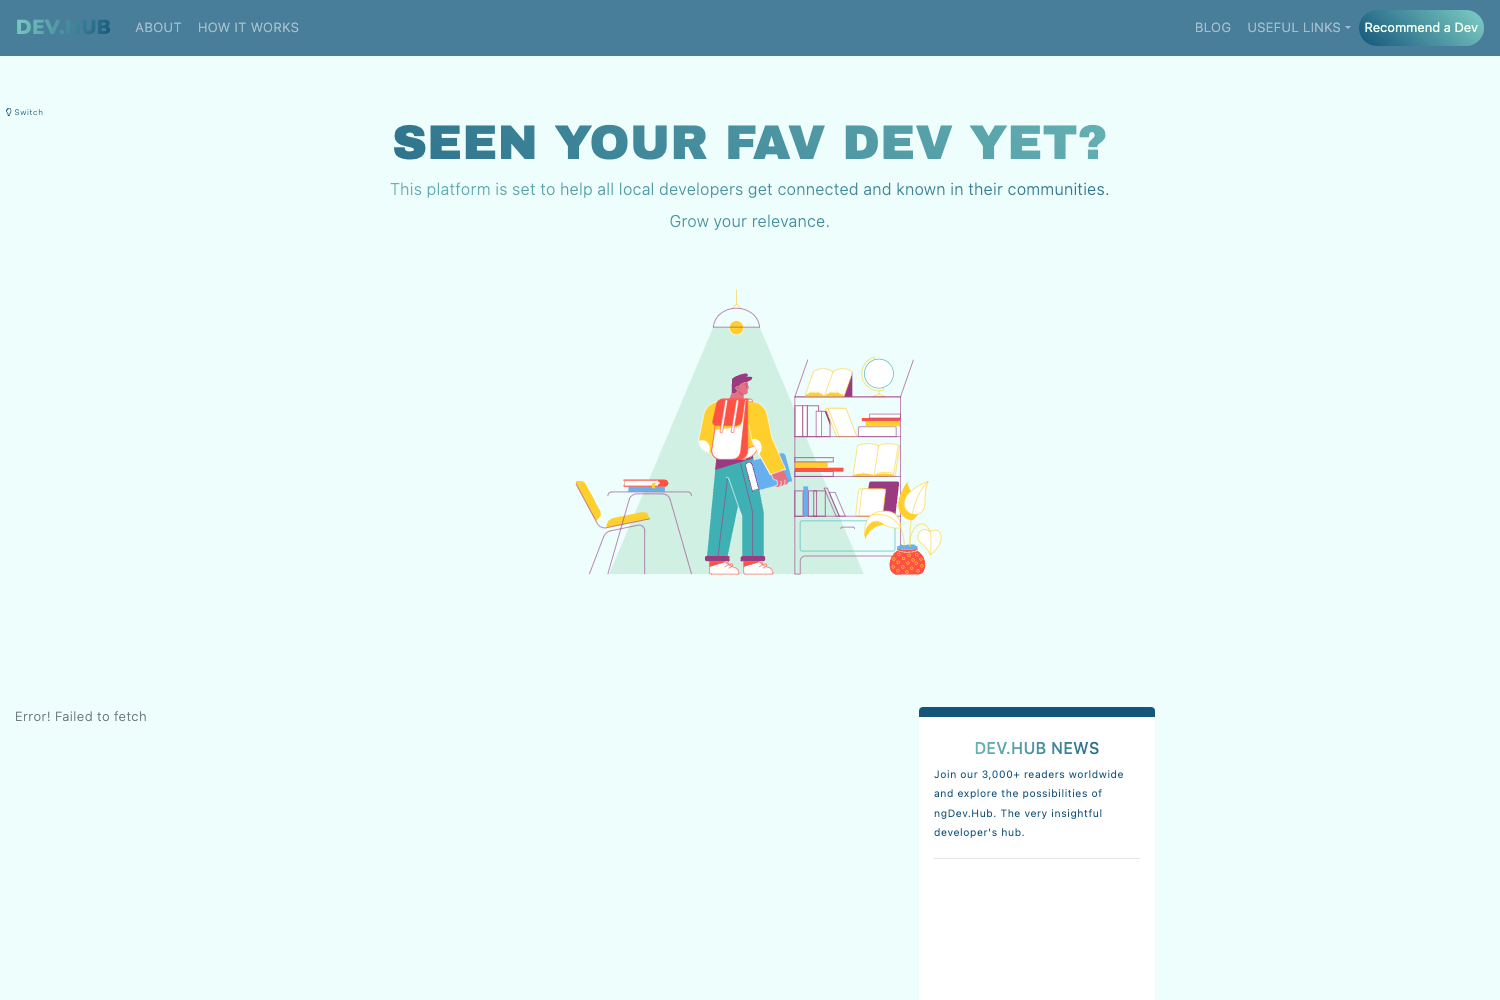 DEV.HUB
ABOUT
HOW IT WORKS
BLOG
USEFUL LINKS
Recommend a Dev
Switch
SEEN YOUR FAV DEV YET?
This platform is set to help all local developers get connected and known in their communities.
Grow your relevance.
Error! Failed to fetch
DEV.HUB NEWS
Join our 3,000+ readers worldwide
and explore the possibilities of
ngDev.Hub. The very insightful
developer's hub.